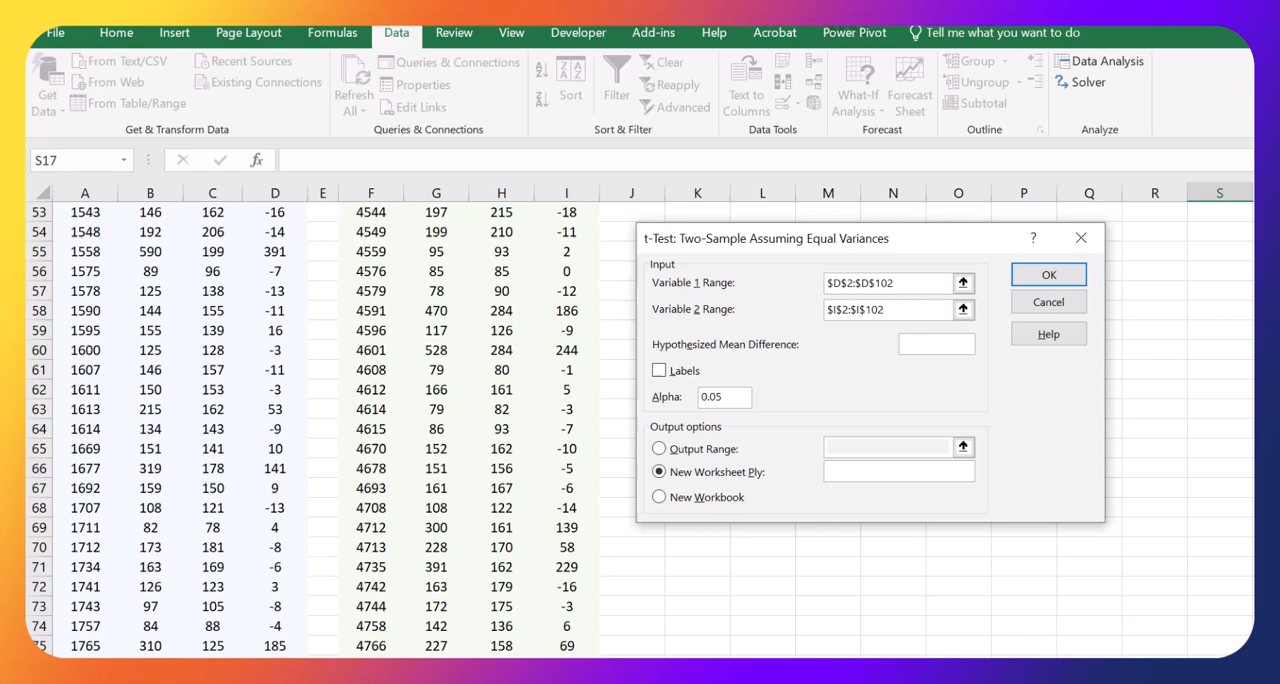 File Home Insert Page Layout Formulas Data Review View Developer Add-ins Help Acrobat Power Pivot Tell me what you want to do
Get Data
From Text/CSV
From Web
From Table/Range
Recent Sources
Existing Connections
Get & Transform Data
Refresh All
Queries & Connections
Properties
Edit Links
Queries & Connections
Sort
Filter
Clear
Reapply
Advanced
Sort & Filter
Text to Columns
Data Tools
What-If Analysis
Forecast Sheet
Forecast
Group
Ungroup
Subtotal
Outline
Data Analysis
Solver
Analyze
S17 fx
A B C D E F G H I J K L M N O P Q R S
53 1543 146 162 -16 4544 197 215 -18
54 1548 192 206 -14 4549 199 210 -11
55 1558 590 199 391 4559 95 93 2
56 1575 89 96 -7 4576 85 85 0
57 1578 125 138 -13 4579 78 90 -12
58 1590 144 155 -11 4591 470 284 186
59 1595 155 139 16 4596 117 126 -9
60 1600 125 128 -3 4601 528 284 244
61 1607 146 157 -11 4608 79 80 -1
62 1611 150 153 -3 4612 166 161 5
63 1613 215 162 53 4614 79 82 -3
64 1614 134 143 -9 4615 86 93 -7
65 1669 151 141 10 4670 152 162 -10
66 1677 319 178 141 4678 151 156 -5
67 1692 159 150 9 4693 161 167 -6
68 1707 108 121 -13 4708 108 122 -14
69 1711 82 78 4 4712 300 161 139
70 1712 173 181 -8 4713 228 170 58
71 1734 163 169 -6 4735 391 162 229
72 1741 126 123 3 4742 163 179 -16
73 1743 97 105 -8 4744 172 175 -3
74 1757 84 88 -4 4758 142 136 6
75 1765 310 125 185 4766 227 158 69
t-Test: Two-Sample Assuming Equal Variances ?
Input
Variable 1 Range: $D$2:$D$102
Variable 2 Range: $I$2:$I$102
Hypothesized Mean Difference:
Labels
Alpha: 0.05
Output options
Output Range:
New Worksheet Ply:
New Workbook
OK
Cancel
Help